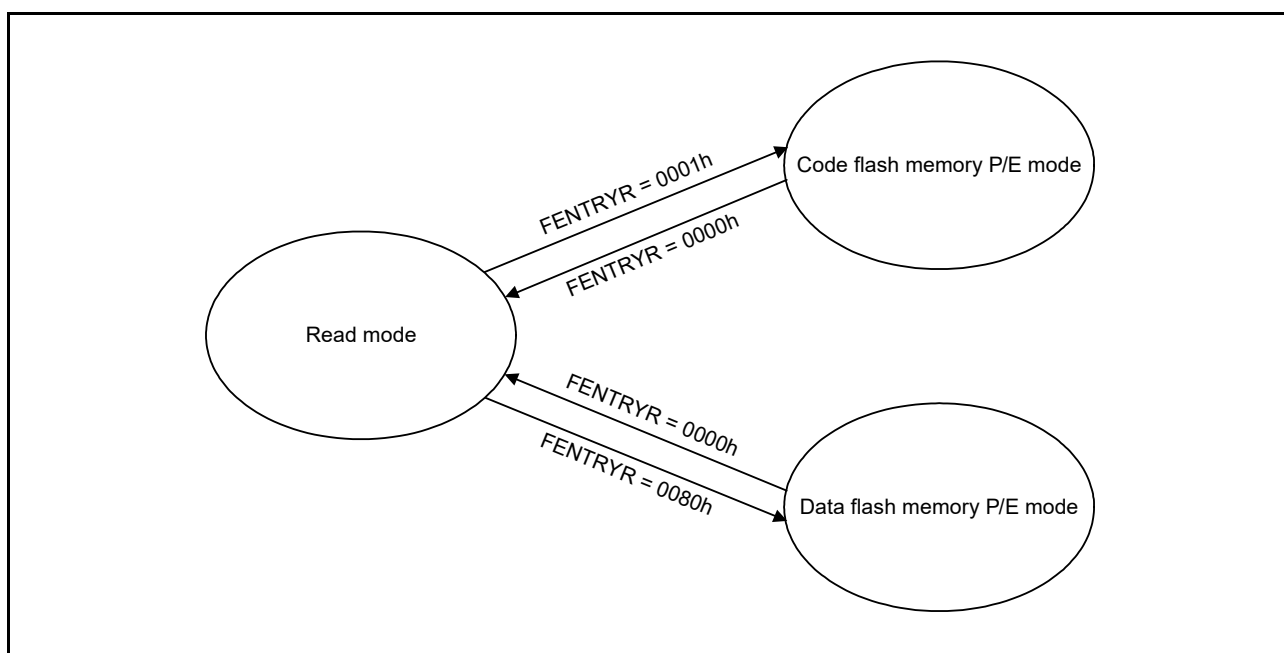 Code flash memory P/E mode
FENTRYR = 0001h
FENTRYR = 0000h
Read mode
FENTRYR = 0000h
FENTRYR = 0080h
Data flash memory P/E mode